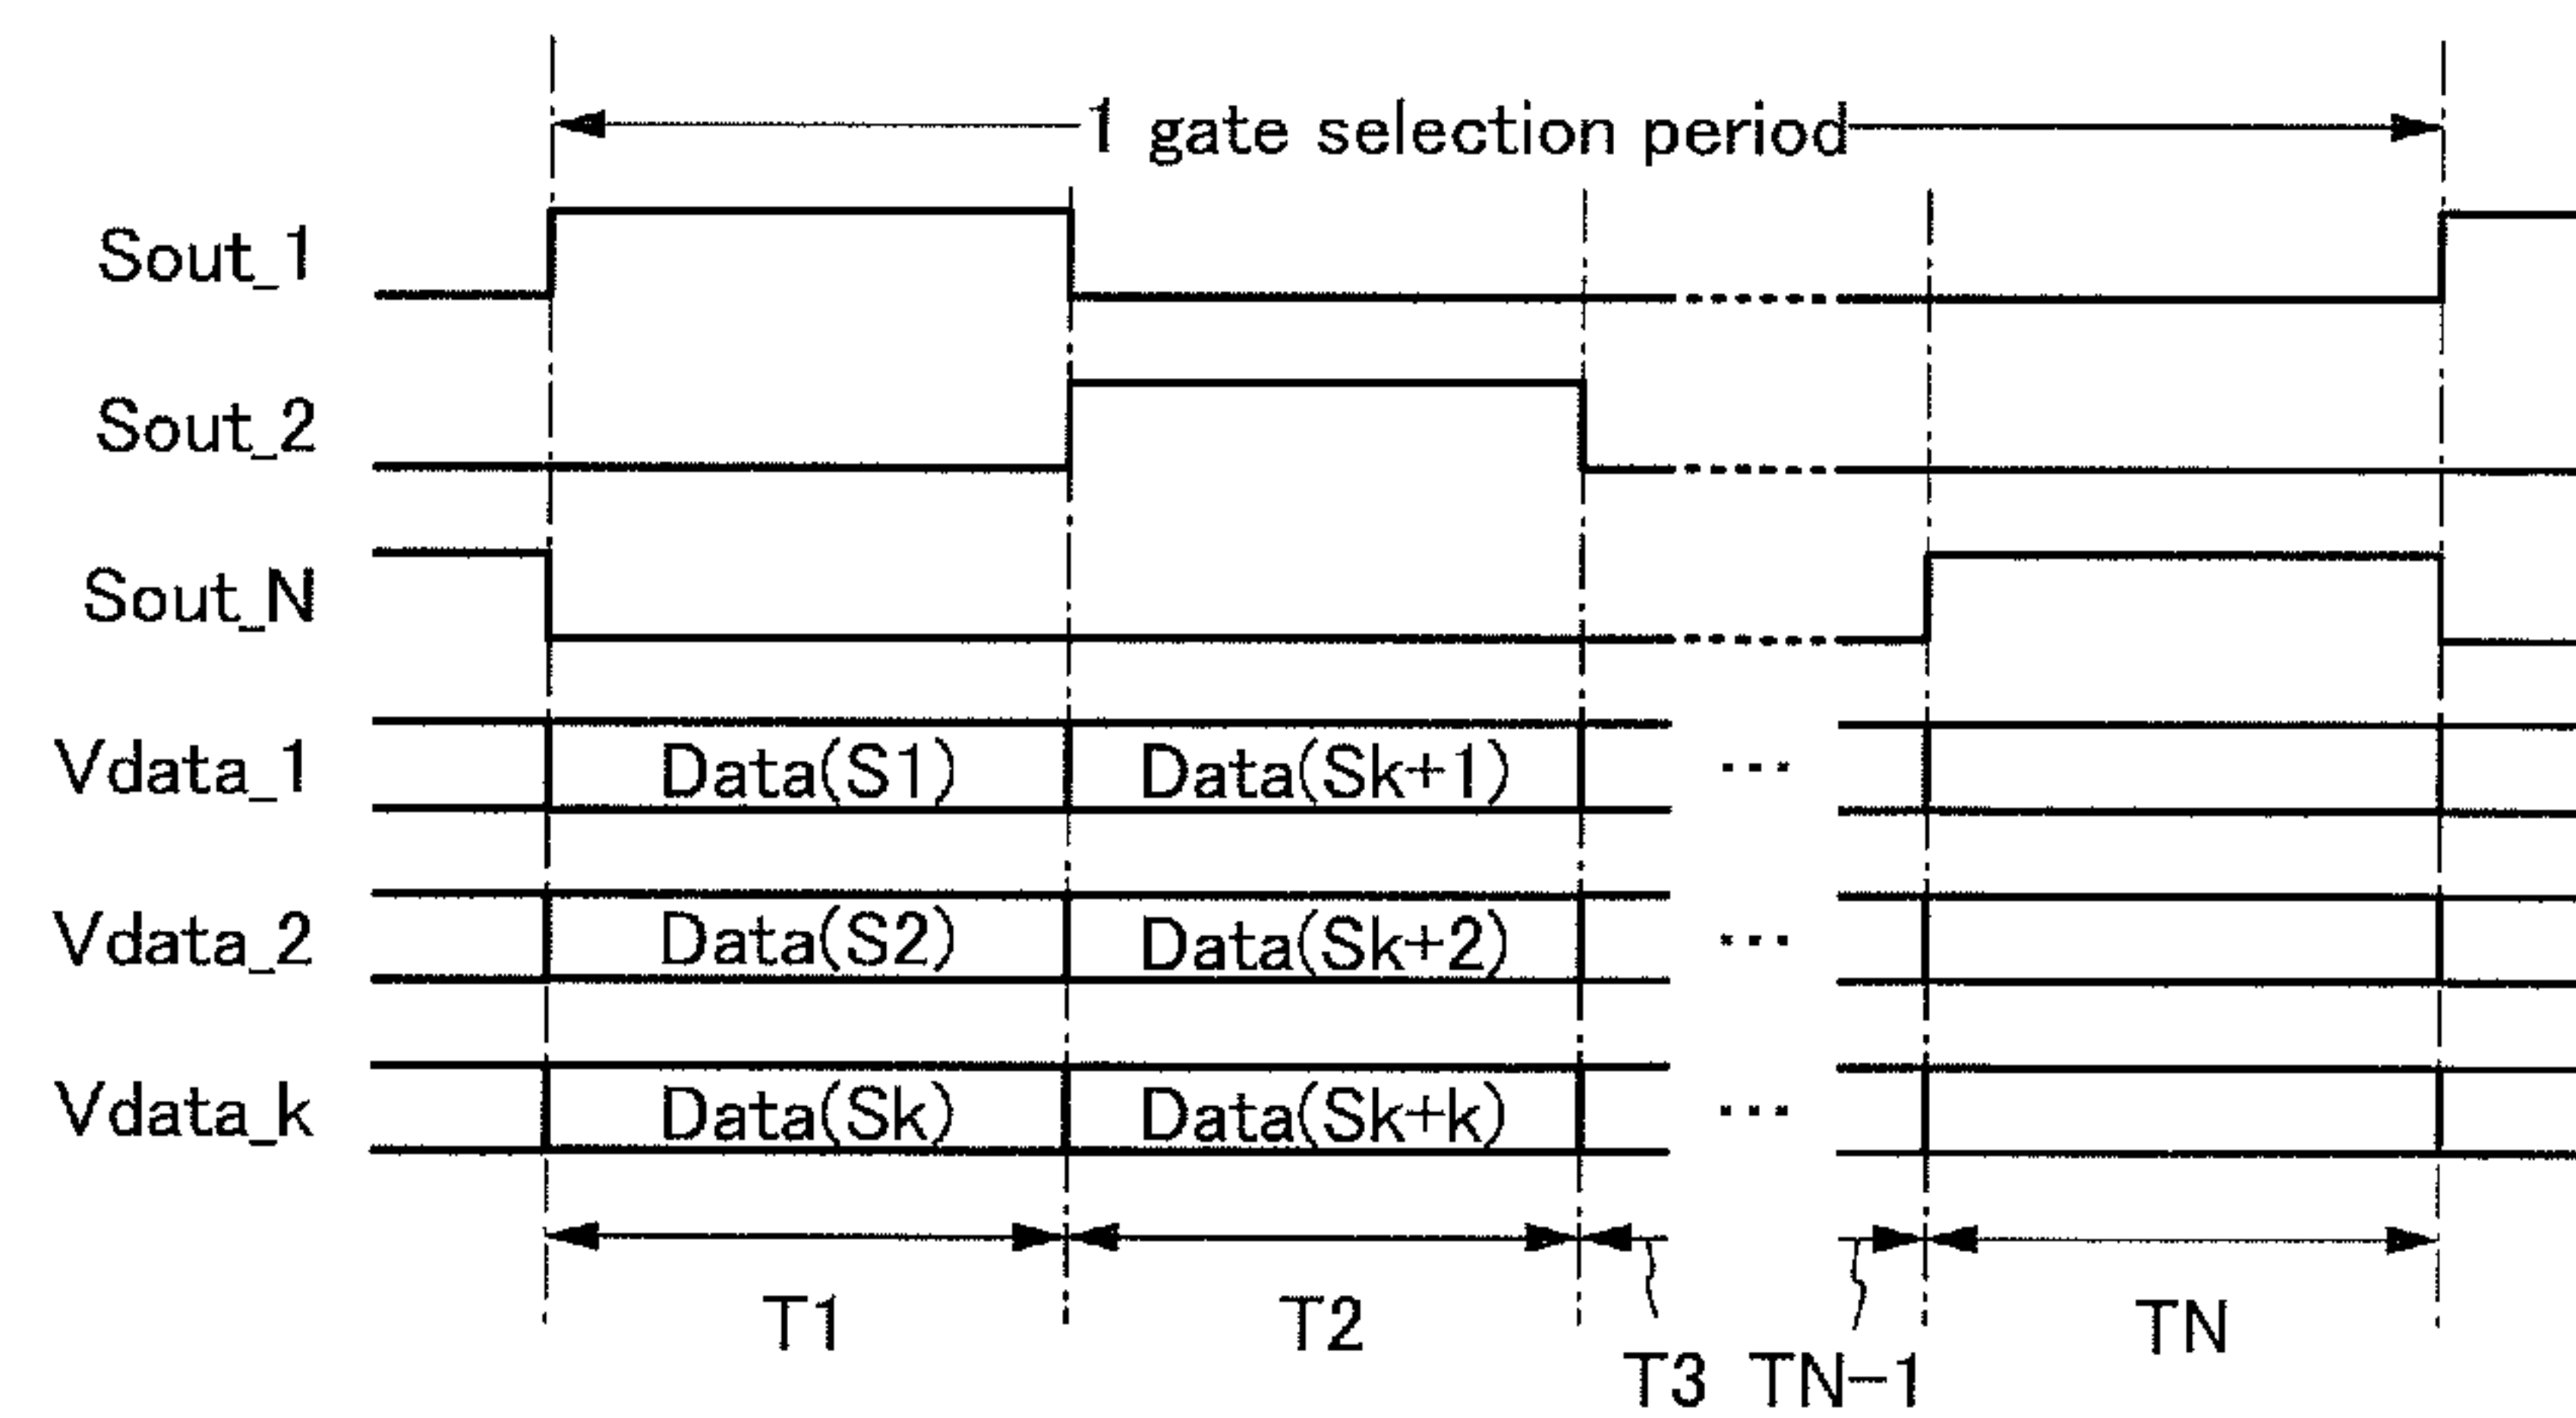 1 gate selection period
Sout_1
Sout_2
Sout_N
Vdata_1 Data(S1) Data(Sk+1) ...
Vdata_2 Data(S2) Data(Sk+2) ...
Vdata_k Data(Sk) Data(Sk+k) ...
T1 T2 TN
T3 TN-1